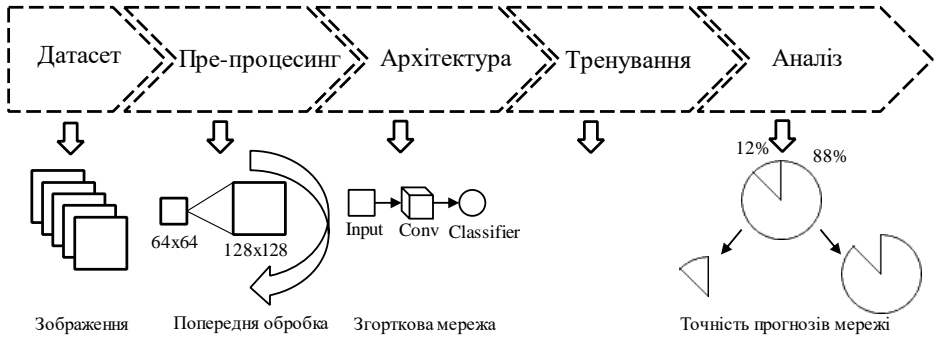 Датасет
Пре-процесинг
Архітектура
Тренування
Аналіз
64x64
128x128
Input
Conv
Classifier
12%
88%
Зображення
Попередня обробка
Згорткова мережа
Точність прогнозів мережі